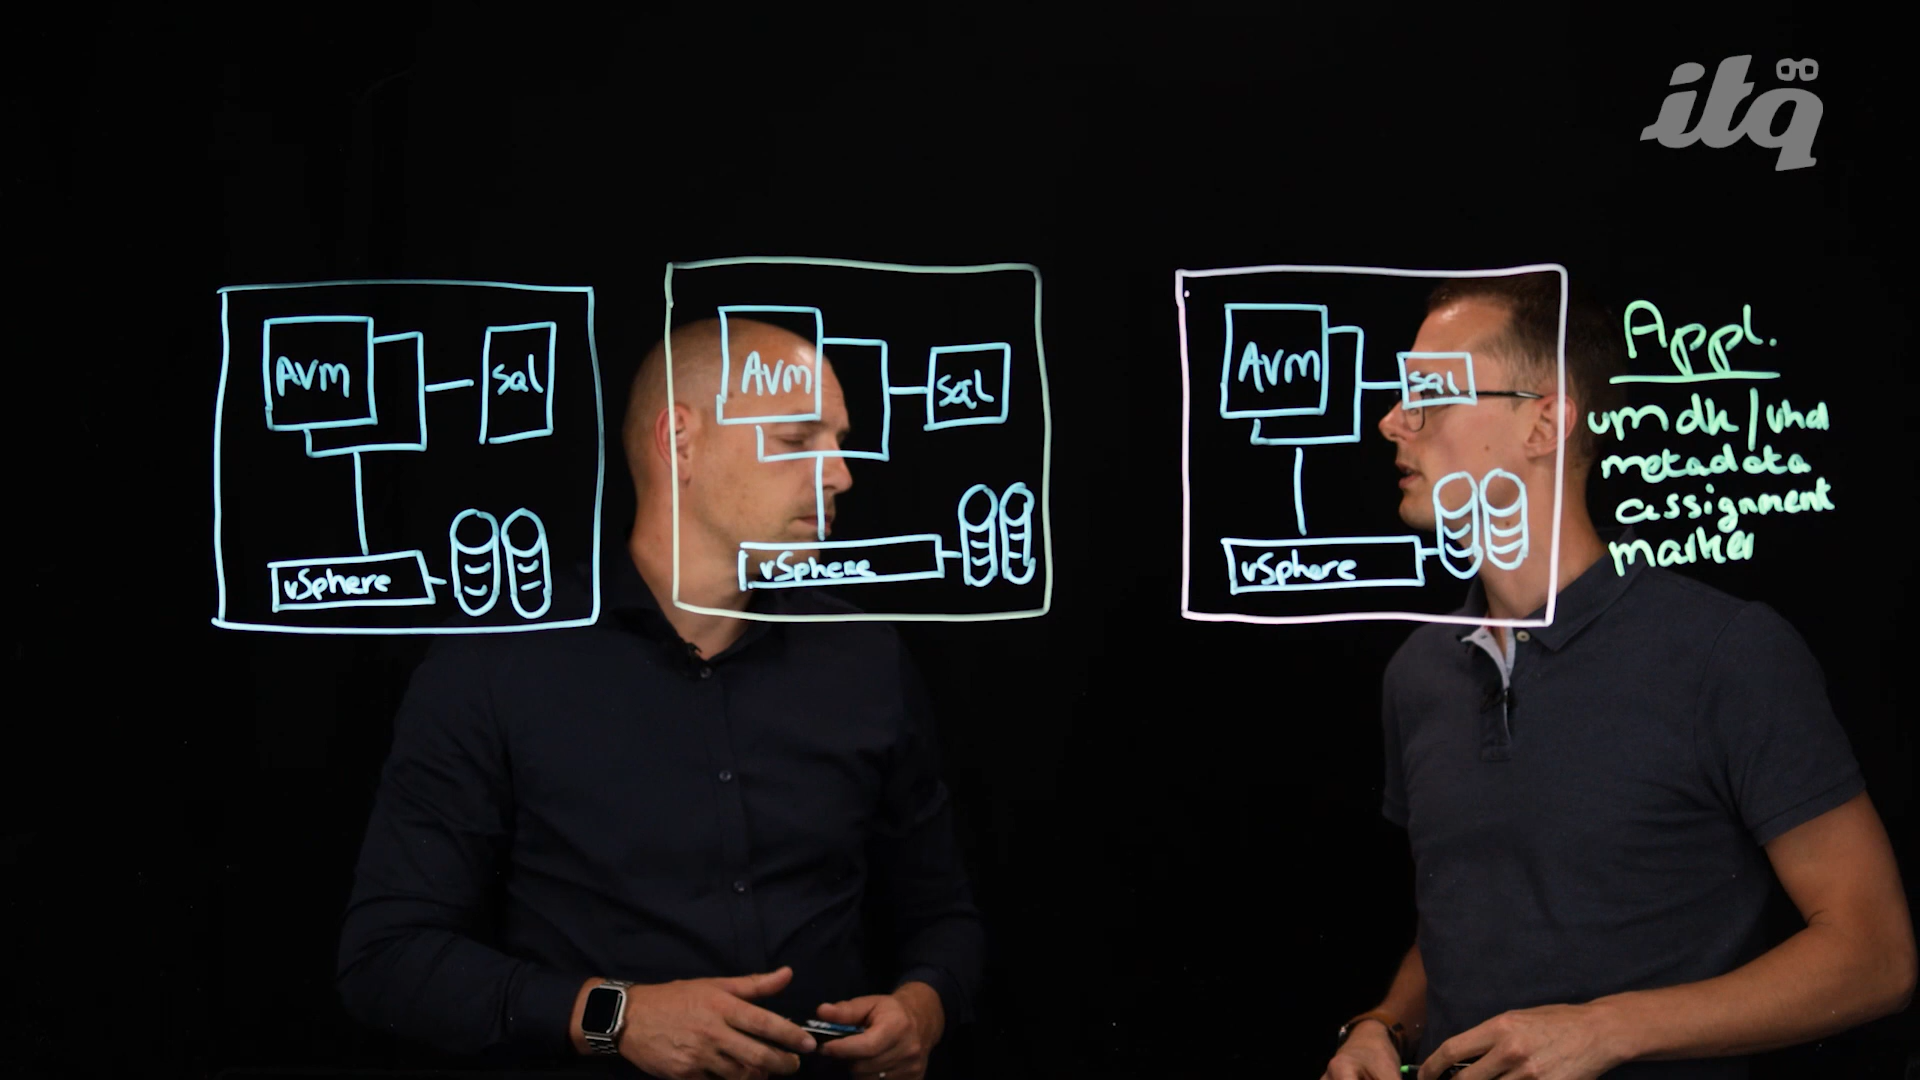 itq
AVM
sql
vSphere
AVM
sql
vSphere
AVM
sql
vSphere
Appl.
vmdk/vhd
metadata
assignment
marker